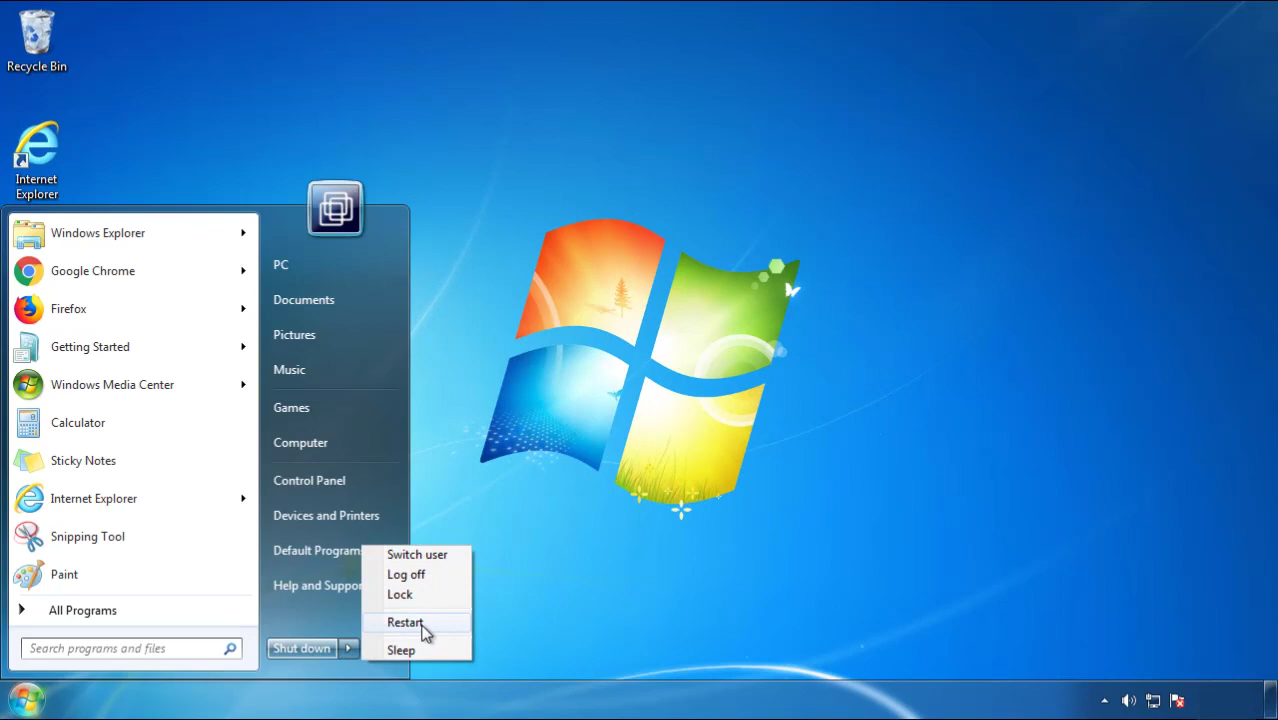 Recycle Bin
Internet
Explorer
Windows Explorer
Google Chrome
Firefox
Getting Started
Windows Media Center
Calculator
Sticky Notes
Internet Explorer
Snipping Tool
Paint
All Programs
Search programs and files
PC
Documents
Pictures
Music
Games
Computer
Control Panel
Devices and Printers
Default Program
Help and Suppor
Shut down
Switch user
Log off
Lock
Restart
Sleep